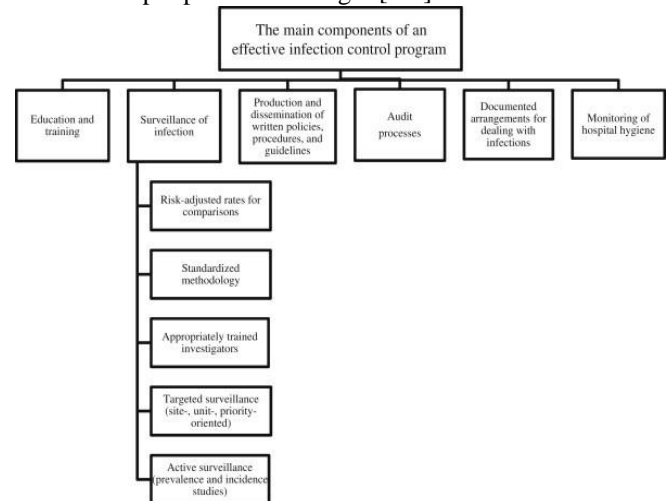 The main components of an
effective infection control program
Education and
training
Surveillance of
infection
Production and
dissemination of
written policies,
procedures, and
guidelines
Audit
processes
Documented
arrangements for
dealing with
infections
Monitoring of
hospital hygiene
Risk-adjusted rates for
comparisons
Standardized
methodology
Appropriately trained
investigators
Targeted surveillance
(site-, unit-, priority-
oriented)
Active surveillance
(prevalence and incidence
studies)